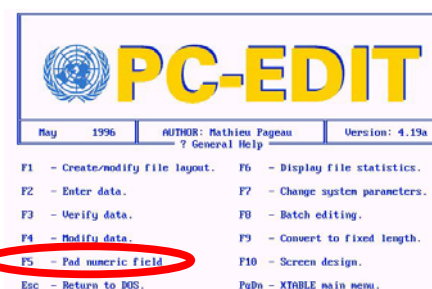 PC-EDIT
May 1996 AUTHOR: Mathieu Pageau Version: 4.19a
? General Help
F1 - Create/modify file layout. F6 - Display file statistics.
F2 - Enter data. F7 - Change system parameters.
F3 - Verify data. F8 - Batch editing.
F4 - Modify data. F9 - Convert to fixed length.
F5 - Pad numeric field F10 - Screen design.
Esc - Return to DOS. PgDn - XTABLE main menu.